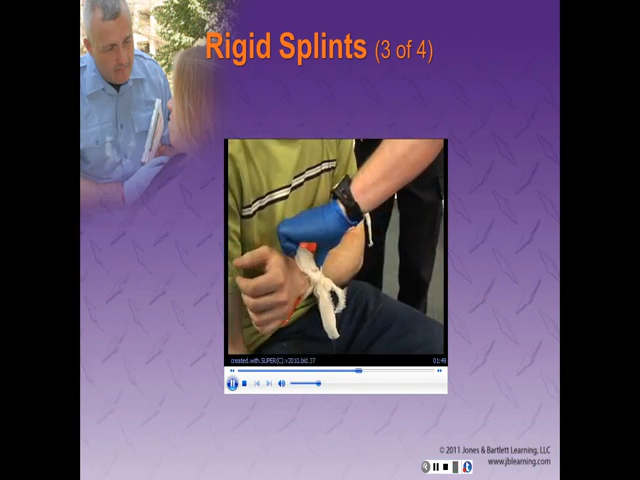 Rigid Splints (3 of 4)
created.with.SUPER(C).v2010.bld.37
01:49
© 2011 Jones & Bartlett Learning, LLC
www.jblearning.com